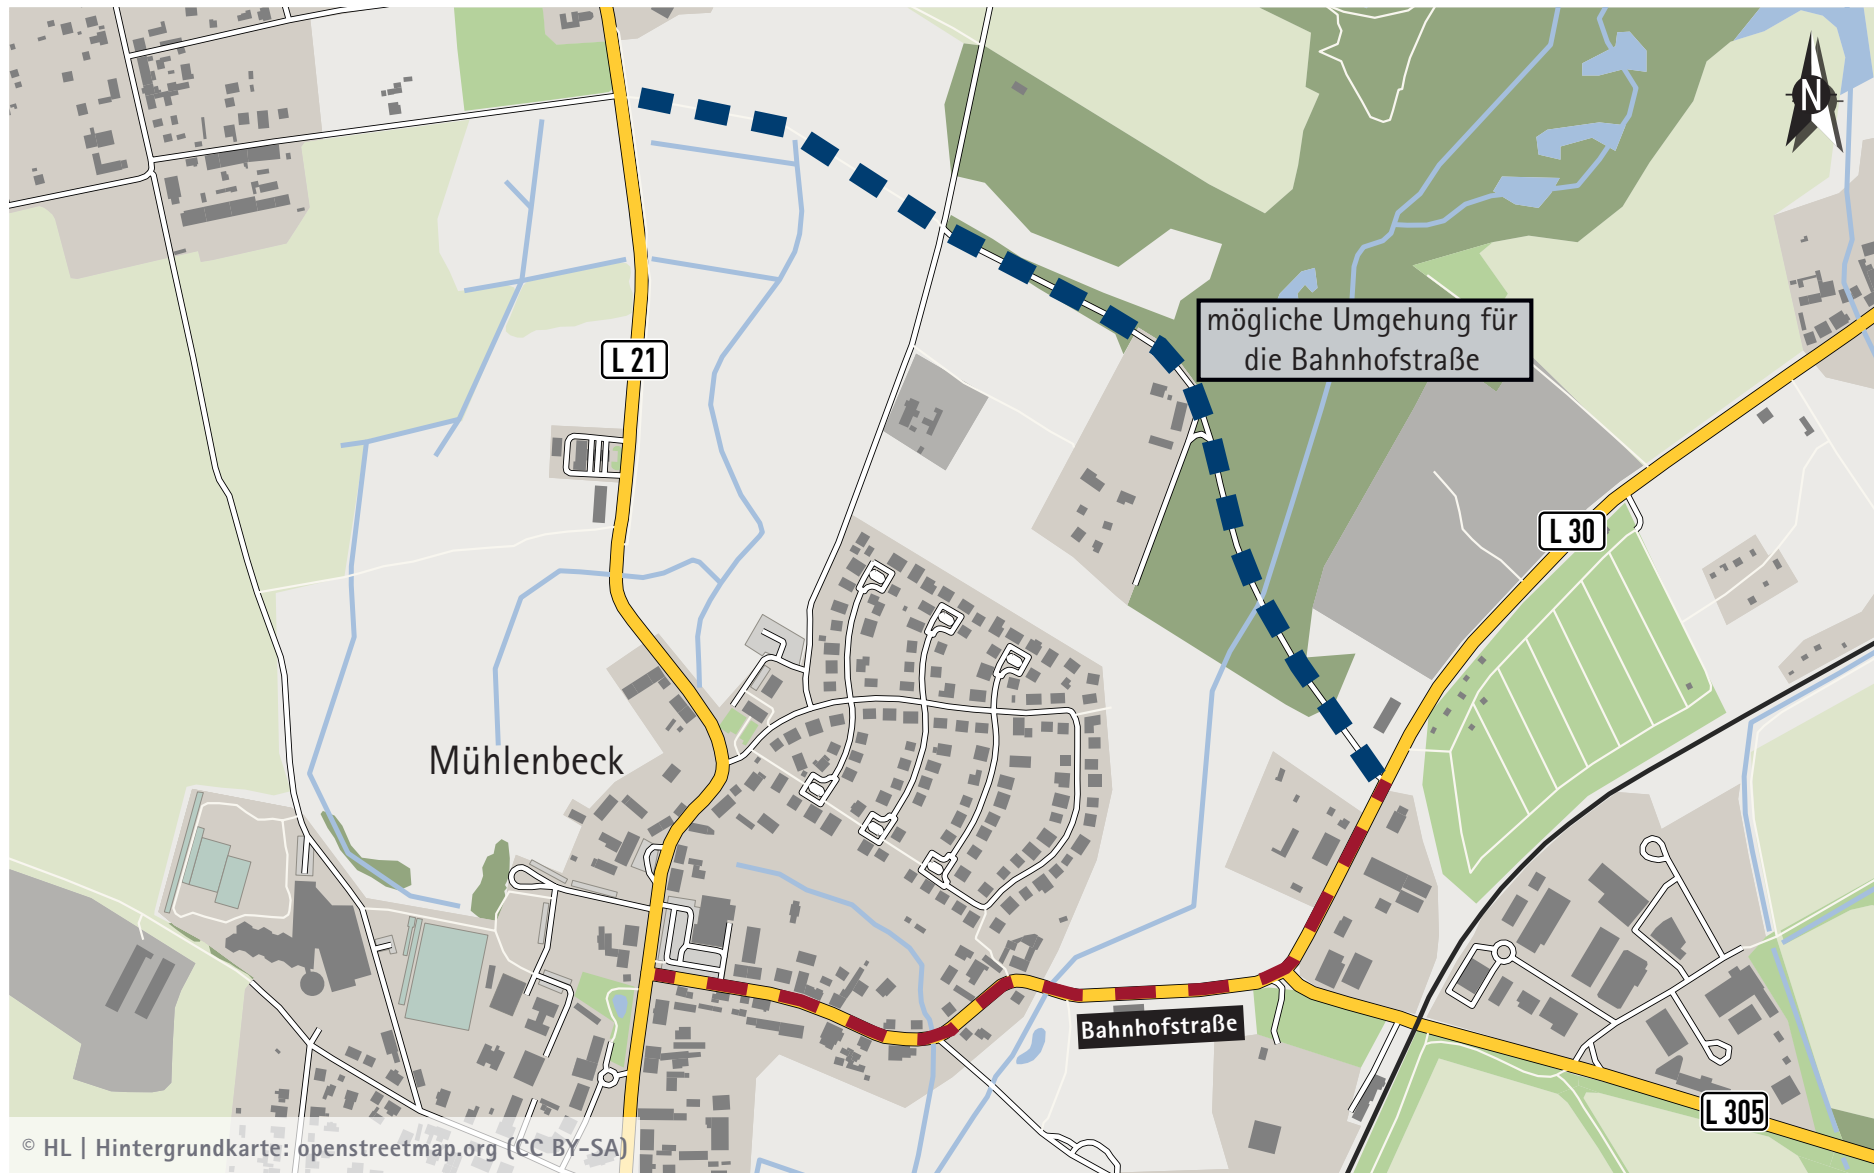 N
mögliche Umgehung für
die Bahnhofstraße
L 21
L 30
Mühlenbeck
Bahnhofstraße
L 305
© HL | Hintergrundkarte: openstreetmap.org (CC BY-SA)